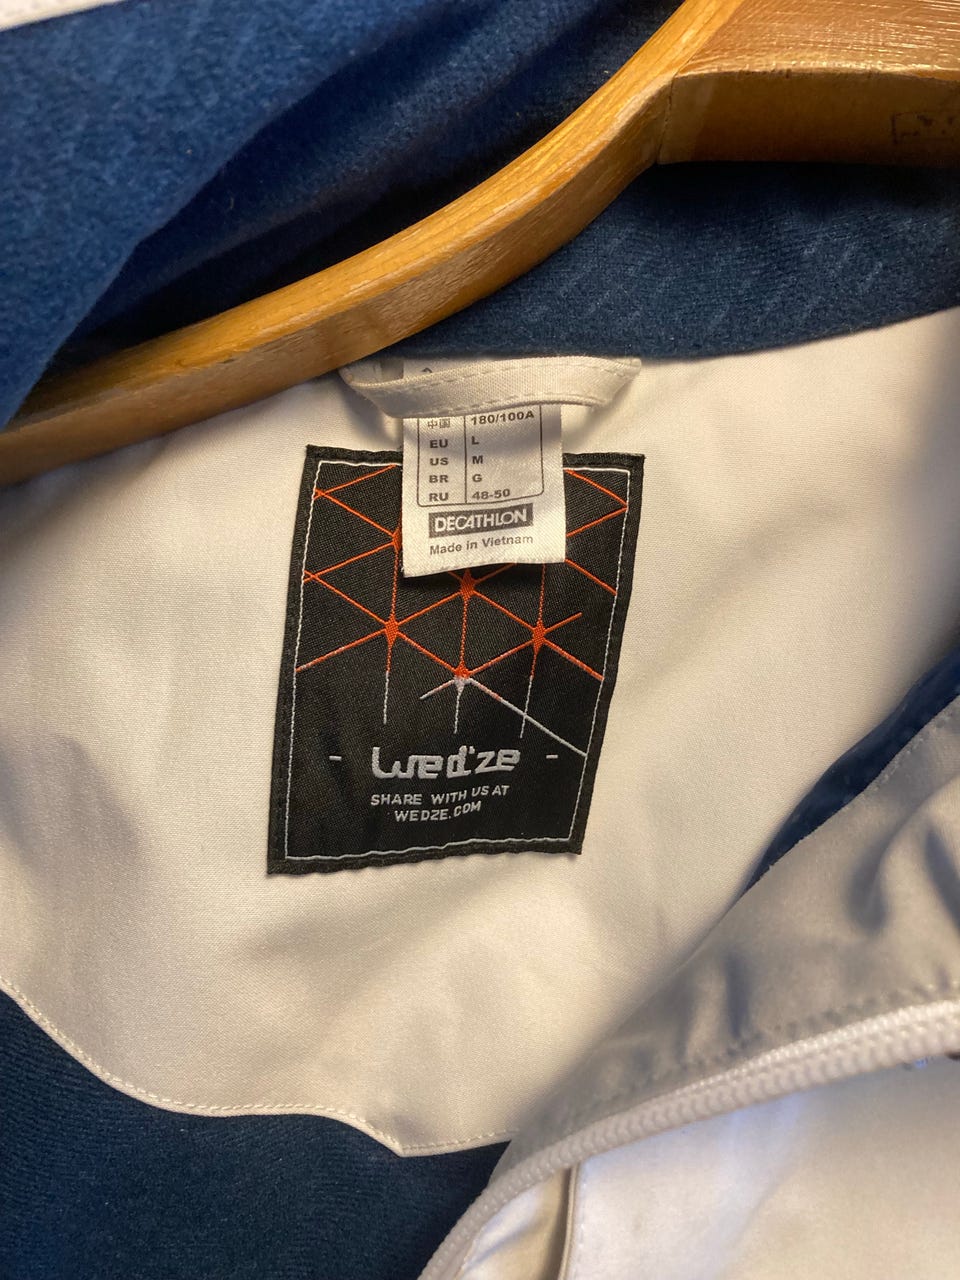 中国 180/100A
EU L
US M
BR G
RU 48-50
DECATHLON
Made in Vietnam
- Wed'ze -
SHARE WITH US AT
WEDZE.COM